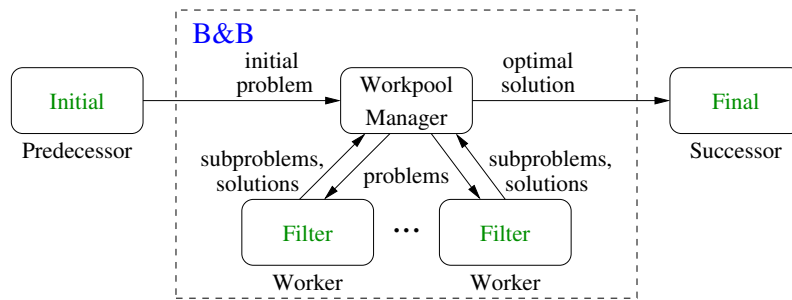 B&B
initial
problem
optimal
solution
Initial
Workpool
Manager
Final
Predecessor
Successor
subproblems,
solutions
problems
subproblems,
solutions
Filter
...
Filter
Worker
Worker